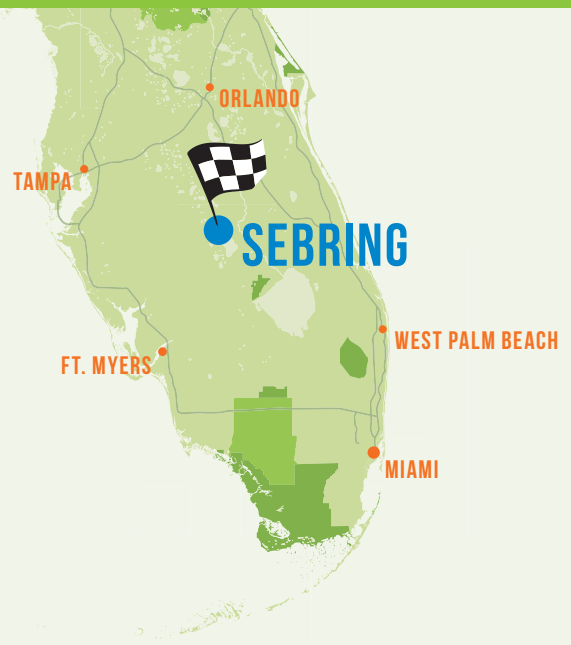 ORLANDO
TAMPA
SEBRING
WEST PALM BEACH
FT. MYERS
MIAMI